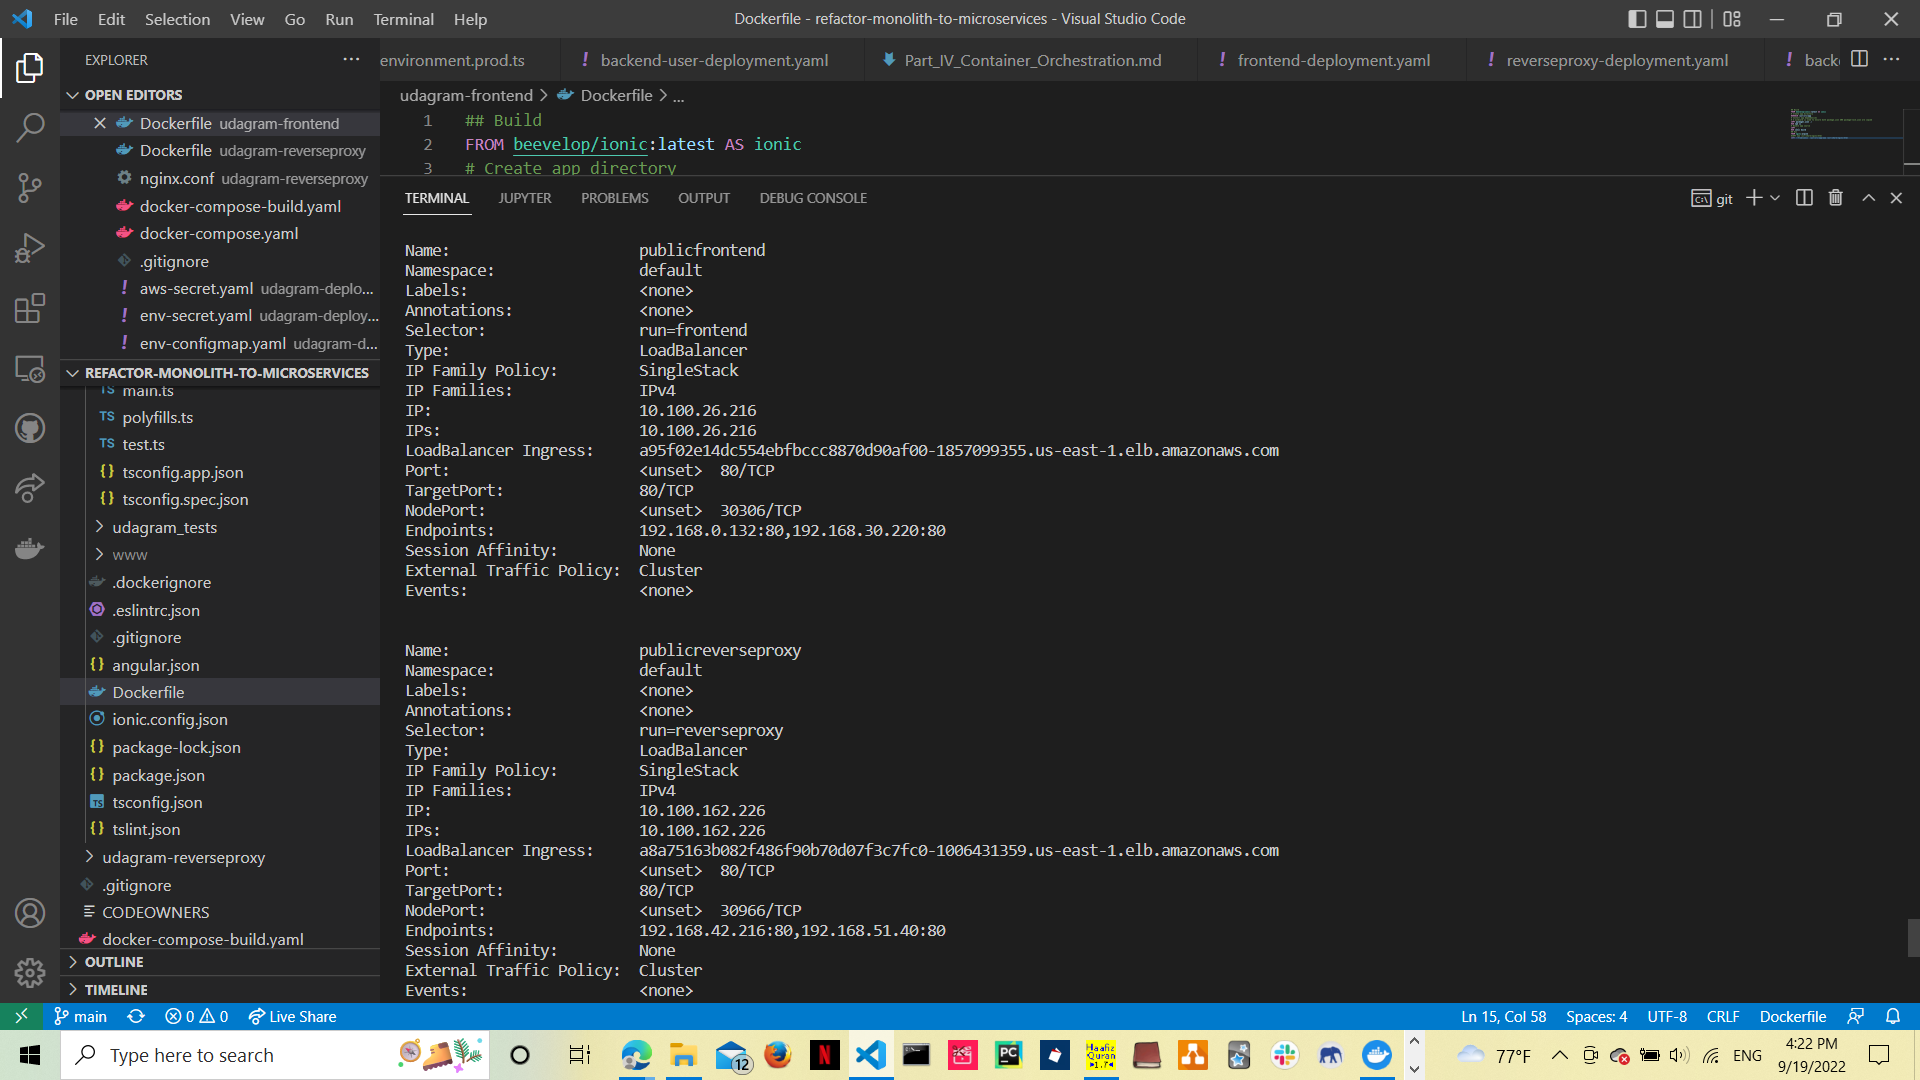 File Edit Selection View Go Run Terminal Help
Dockerfile - refactor-monolith-to-microservices - Visual Studio Code
EXPLORER
OPEN EDITORS
Dockerfile udagram-frontend
Dockerfile udagram-reverseproxy
nginx.conf udagram-reverseproxy
docker-compose-build.yaml
docker-compose.yaml
.gitignore
! aws-secret.yaml udagram-deplo...
! env-secret.yaml udagram-deploy...
! env-configmap.yaml udagram-d...
REFACTOR-MONOLITH-TO-MICROSERVICES
TS main.ts
TS polyfills.ts
TS test.ts
{} tsconfig.app.json
{} tsconfig.spec.json
udagram_tests
www
.dockerignore
.eslintrc.json
.gitignore
{} angular.json
Dockerfile
ionic.config.json
{} package-lock.json
{} package.json
TS tsconfig.json
{} tslint.json
udagram-reverseproxy
.gitignore
CODEOWNERS
docker-compose-build.yaml
OUTLINE
TIMELINE
environment.prod.ts
! backend-user-deployment.yaml
Part_IV_Container_Orchestration.md
! frontend-deployment.yaml
! reverseproxy-deployment.yaml
! back
udagram-frontend > Dockerfile > ...
1 ## Build
2 FROM beevelop/ionic:latest AS ionic
3 # Create app directory
TERMINAL JUPYTER PROBLEMS OUTPUT DEBUG CONSOLE
git
Name: publicfrontend
Namespace: default
Labels: <none>
Annotations: <none>
Selector: run=frontend
Type: LoadBalancer
IP Family Policy: SingleStack
IP Families: IPv4
IP: 10.100.26.216
IPs: 10.100.26.216
LoadBalancer Ingress: a95f02e14dc554ebfbccc8870d90af00-1857099355.us-east-1.elb.amazonaws.com
Port: <unset> 80/TCP
TargetPort: 80/TCP
NodePort: <unset> 30306/TCP
Endpoints: 192.168.0.132:80,192.168.30.220:80
Session Affinity: None
External Traffic Policy: Cluster
Events: <none>
Name: publicreverseproxy
Namespace: default
Labels: <none>
Annotations: <none>
Selector: run=reverseproxy
Type: LoadBalancer
IP Family Policy: SingleStack
IP Families: IPv4
IP: 10.100.162.226
IPs: 10.100.162.226
LoadBalancer Ingress: a8a75163b082f486f90b70d07f3c7fc0-1006431359.us-east-1.elb.amazonaws.com
Port: <unset> 80/TCP
TargetPort: 80/TCP
NodePort: <unset> 30966/TCP
Endpoints: 192.168.42.216:80,192.168.51.40:80
Session Affinity: None
External Traffic Policy: Cluster
Events: <none>
main 0 0 Live Share
Ln 15, Col 58 Spaces: 4 UTF-8 CRLF Dockerfile
Type here to search
12
N
PC
Haafiz
Quran
1.7
77°F
ENG
4:22 PM
9/19/2022